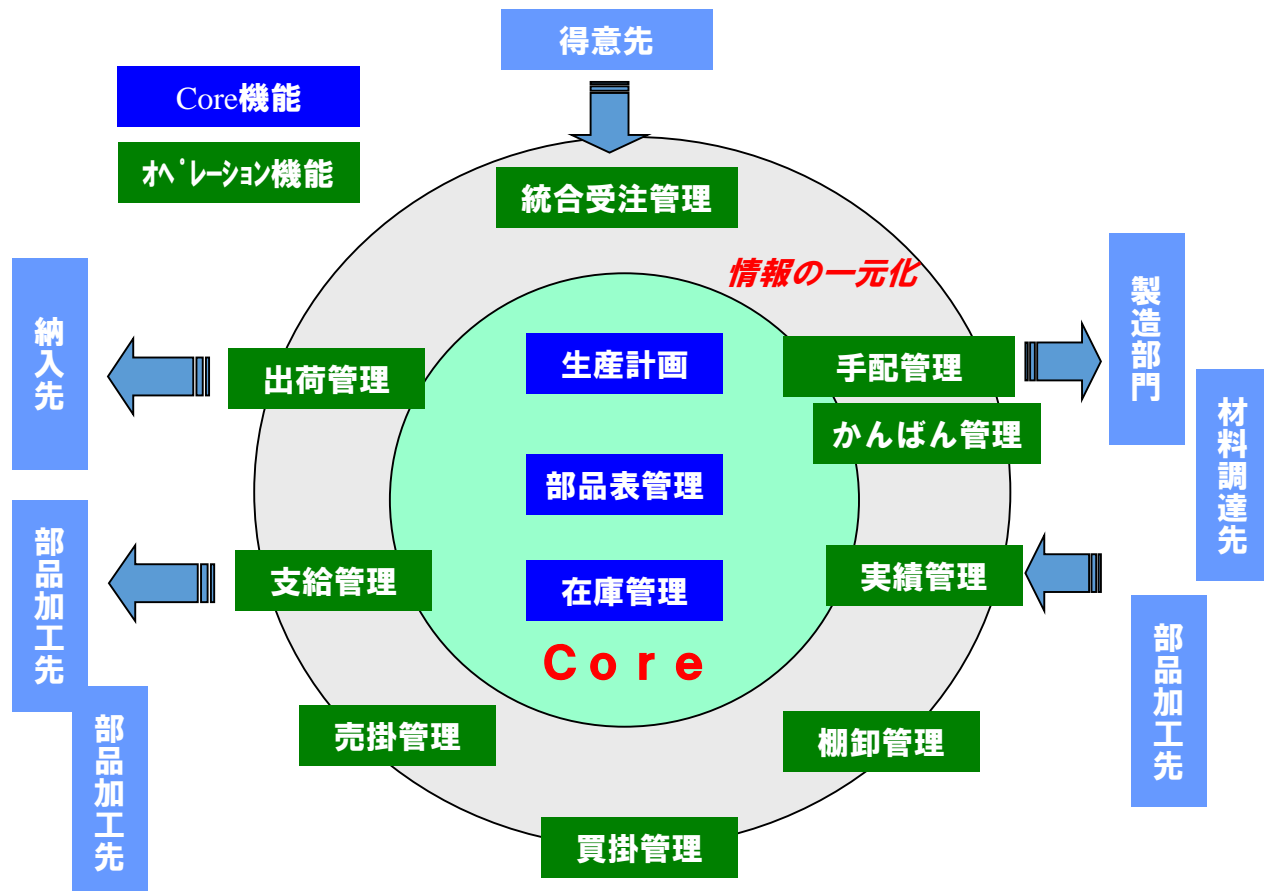 得意先
Core機能
オペレーション機能
統合受注管理
情報の一元化
納入先
出荷管理
生産計画
手配管理
かんばん管理
製造部門
材料調達先
部品表管理
部品加工先
支給管理
在庫管理
実績管理
Core
部品加工先
部品加工先
売掛管理
棚卸管理
買掛管理